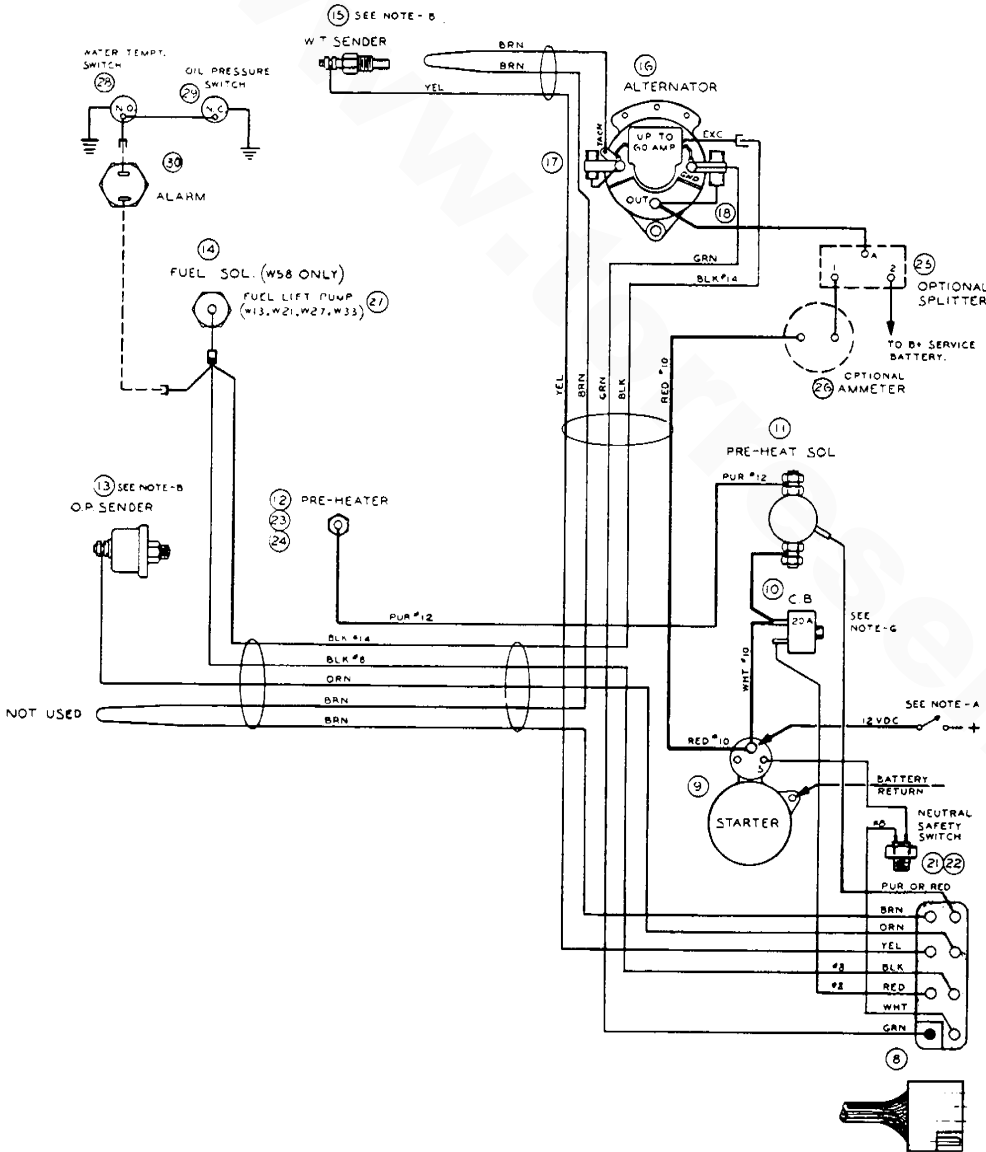 15 SEE NOTE-B
W.T SENDER
BRN
BRN
YEL
WATER TEMPT.
SWITCH
28
N.O.
OIL PRESSURE
SWITCH
29
N.C.
30
ALARM
16
ALTERNATOR
UP TO
60 AMP
TACH
EXC
GND
OUT
17
18
GRN
BLK#14
A
1
2
25
OPTIONAL
SPLITTER
TO B+ SERVICE
BATTERY.
OPTIONAL
26 AMMETER
14
FUEL SOL. (W58 ONLY)
FUEL LIFT PUMP 27
(W13, W21, W27, W33)
YEL
BRN
GRN
BLK
RED #10
11
PRE-HEAT SOL
PUR #12
13 SEE NOTE-B
O.P. SENDER
12 PRE-HEATER
23
24
10
C.B
20A
SEE
NOTE-G
PUR #12
BLK #14
BLK #8
ORN
BRN
BRN
NOT USED
WHT #10
RED #10
S
SEE NOTE-A
12 VDC
+
9
STARTER
BATTERY
RETURN
#8
NEUTRAL
SAFETY
SWITCH
21 22
PUR OR RED
BRN
ORN
YEL
#8 BLK
#8 RED
WHT
GRN
8